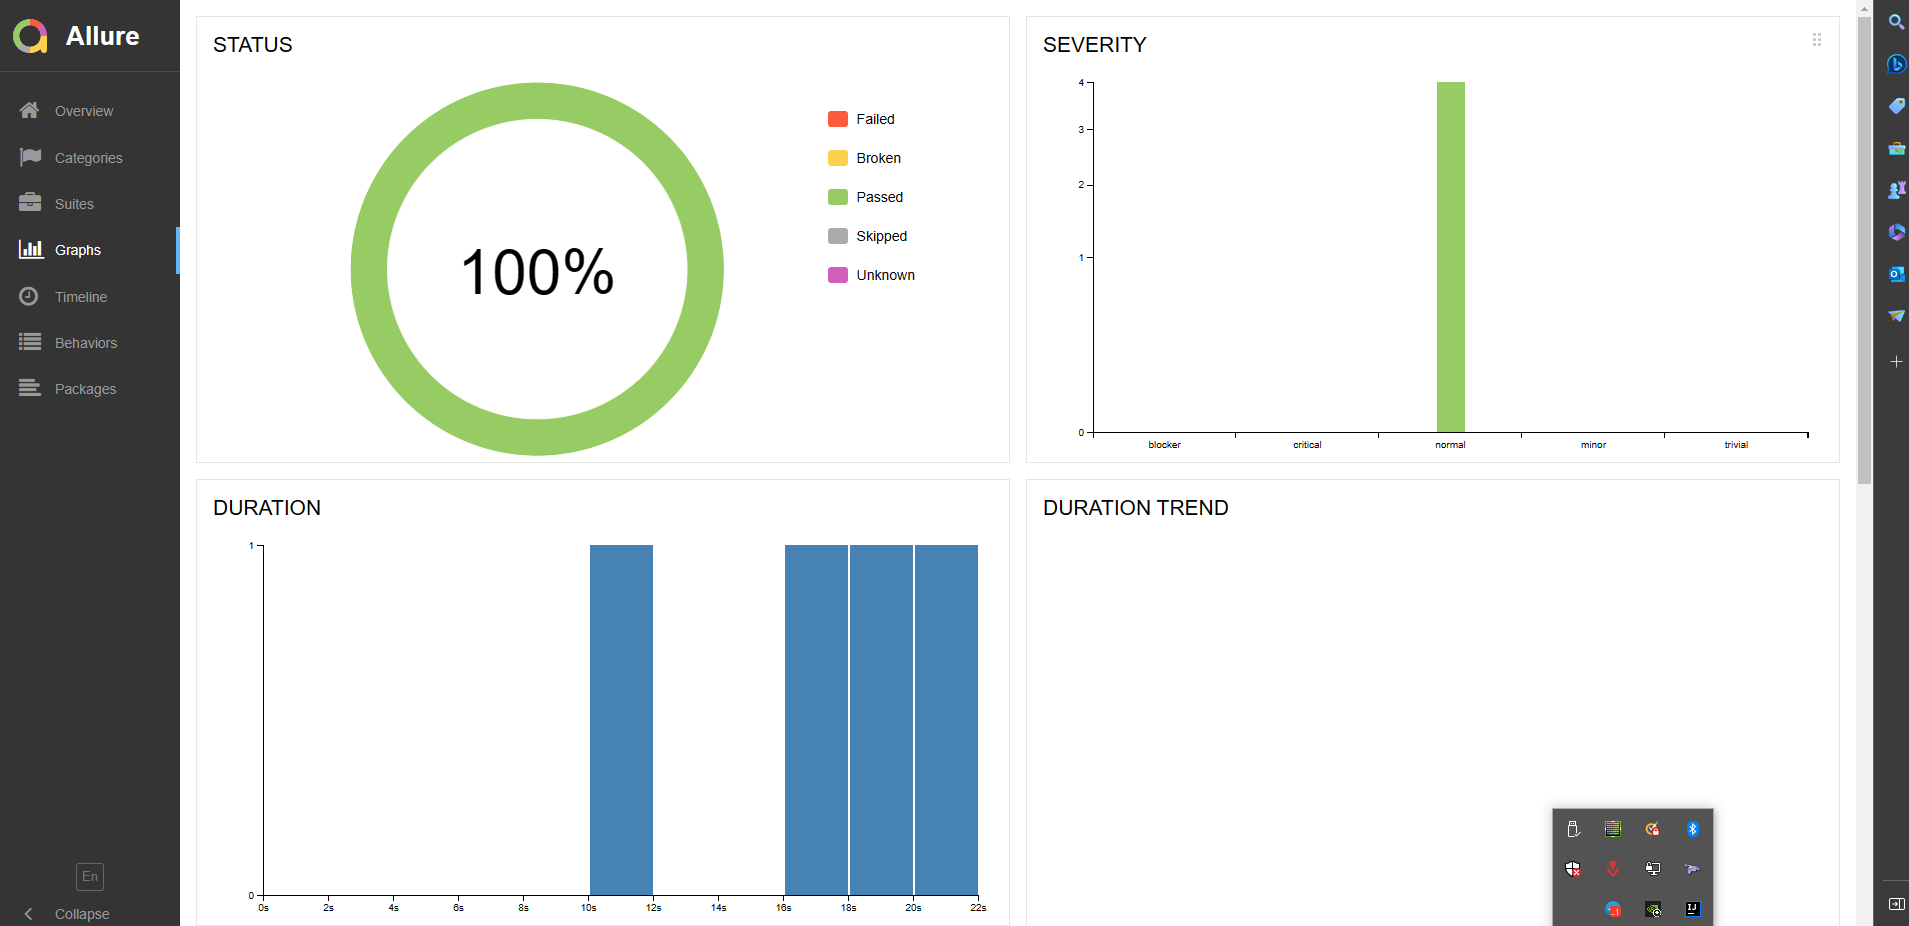 Allure
Overview
Categories
Suites
Graphs
Timeline
Behaviors
Packages
En
Collapse
STATUS
100%
Failed
Broken
Passed
Skipped
Unknown
SEVERITY
4
3
2
1
0
blocker critical normal minor trivial
DURATION
1
0
0s 2s 4s 6s 8s 10s 12s 14s 16s 18s 20s 22s
DURATION TREND